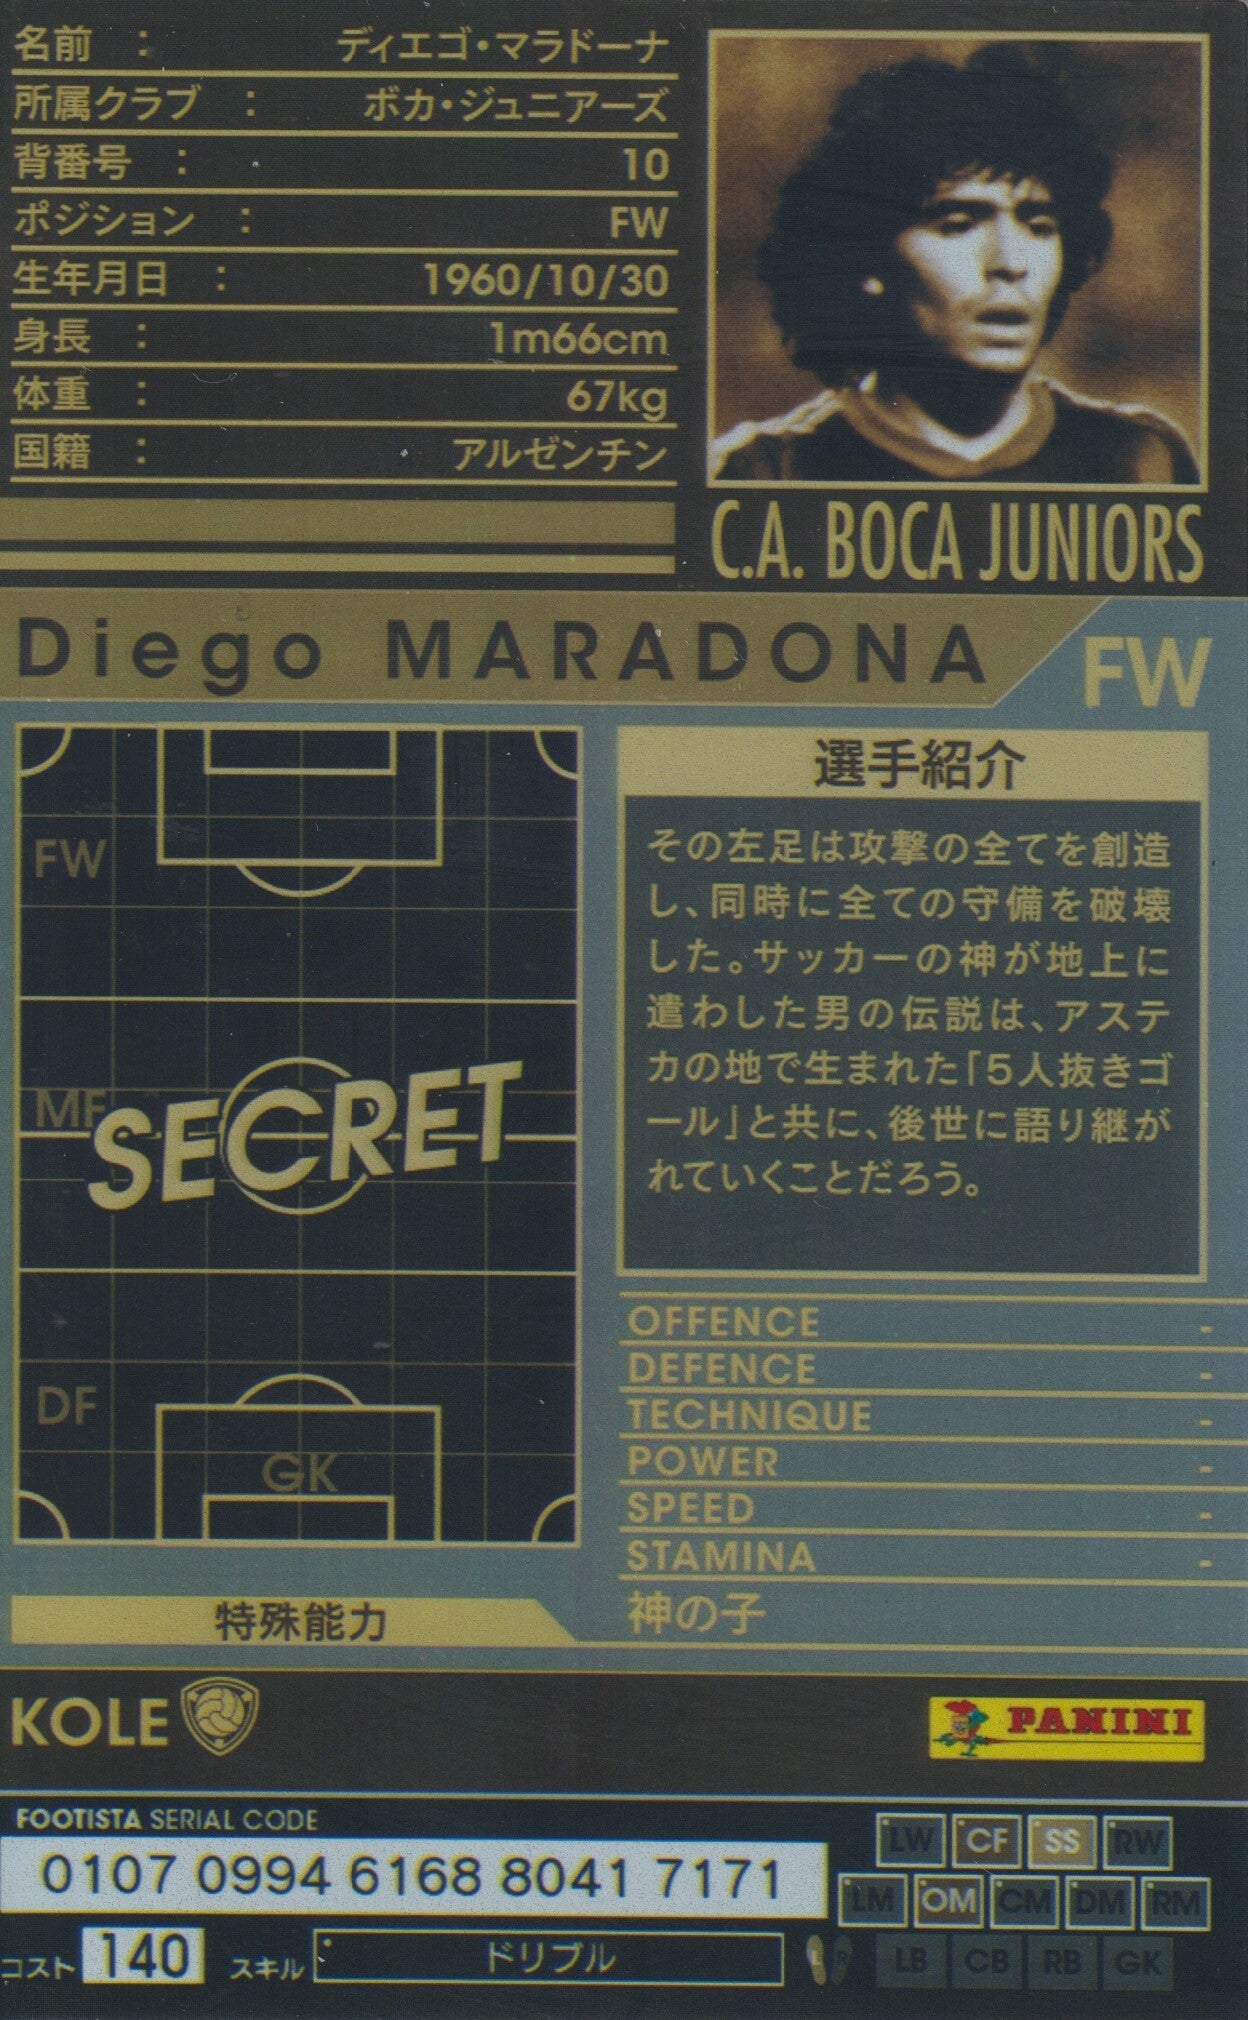 名前　：　ディエゴ・マラドーナ
所属クラブ　：　ボカ・ジュニアーズ
背番号　：　10
ポジション　：　FW
生年月日　：　1960/10/30
身長　：　1m66cm
体重　：　67kg
国籍　：　アルゼンチン
C.A. BOCA JUNIORS
Diego MARADONA
FW
FW
MF
SECRET
DF
GK
選手紹介
その左足は攻撃の全てを創造
し、同時に全ての守備を破壊
した。サッカーの神が地上に
遣わした男の伝説は、アステ
カの地で生まれた「5人抜きゴ
ール」と共に、後世に語り継が
れていくことだろう。
OFFENCE -
DEFENCE -
TECHNIQUE -
POWER -
SPEED -
STAMINA -
特殊能力 神の子
KOLE
PANINI
FOOTISTA SERIAL CODE
0107 0994 6168 8041 7171
コスト 140 スキル ドリブル
L R
LW CF SS RW
LM OM CM DM RM
LB CB RB GK